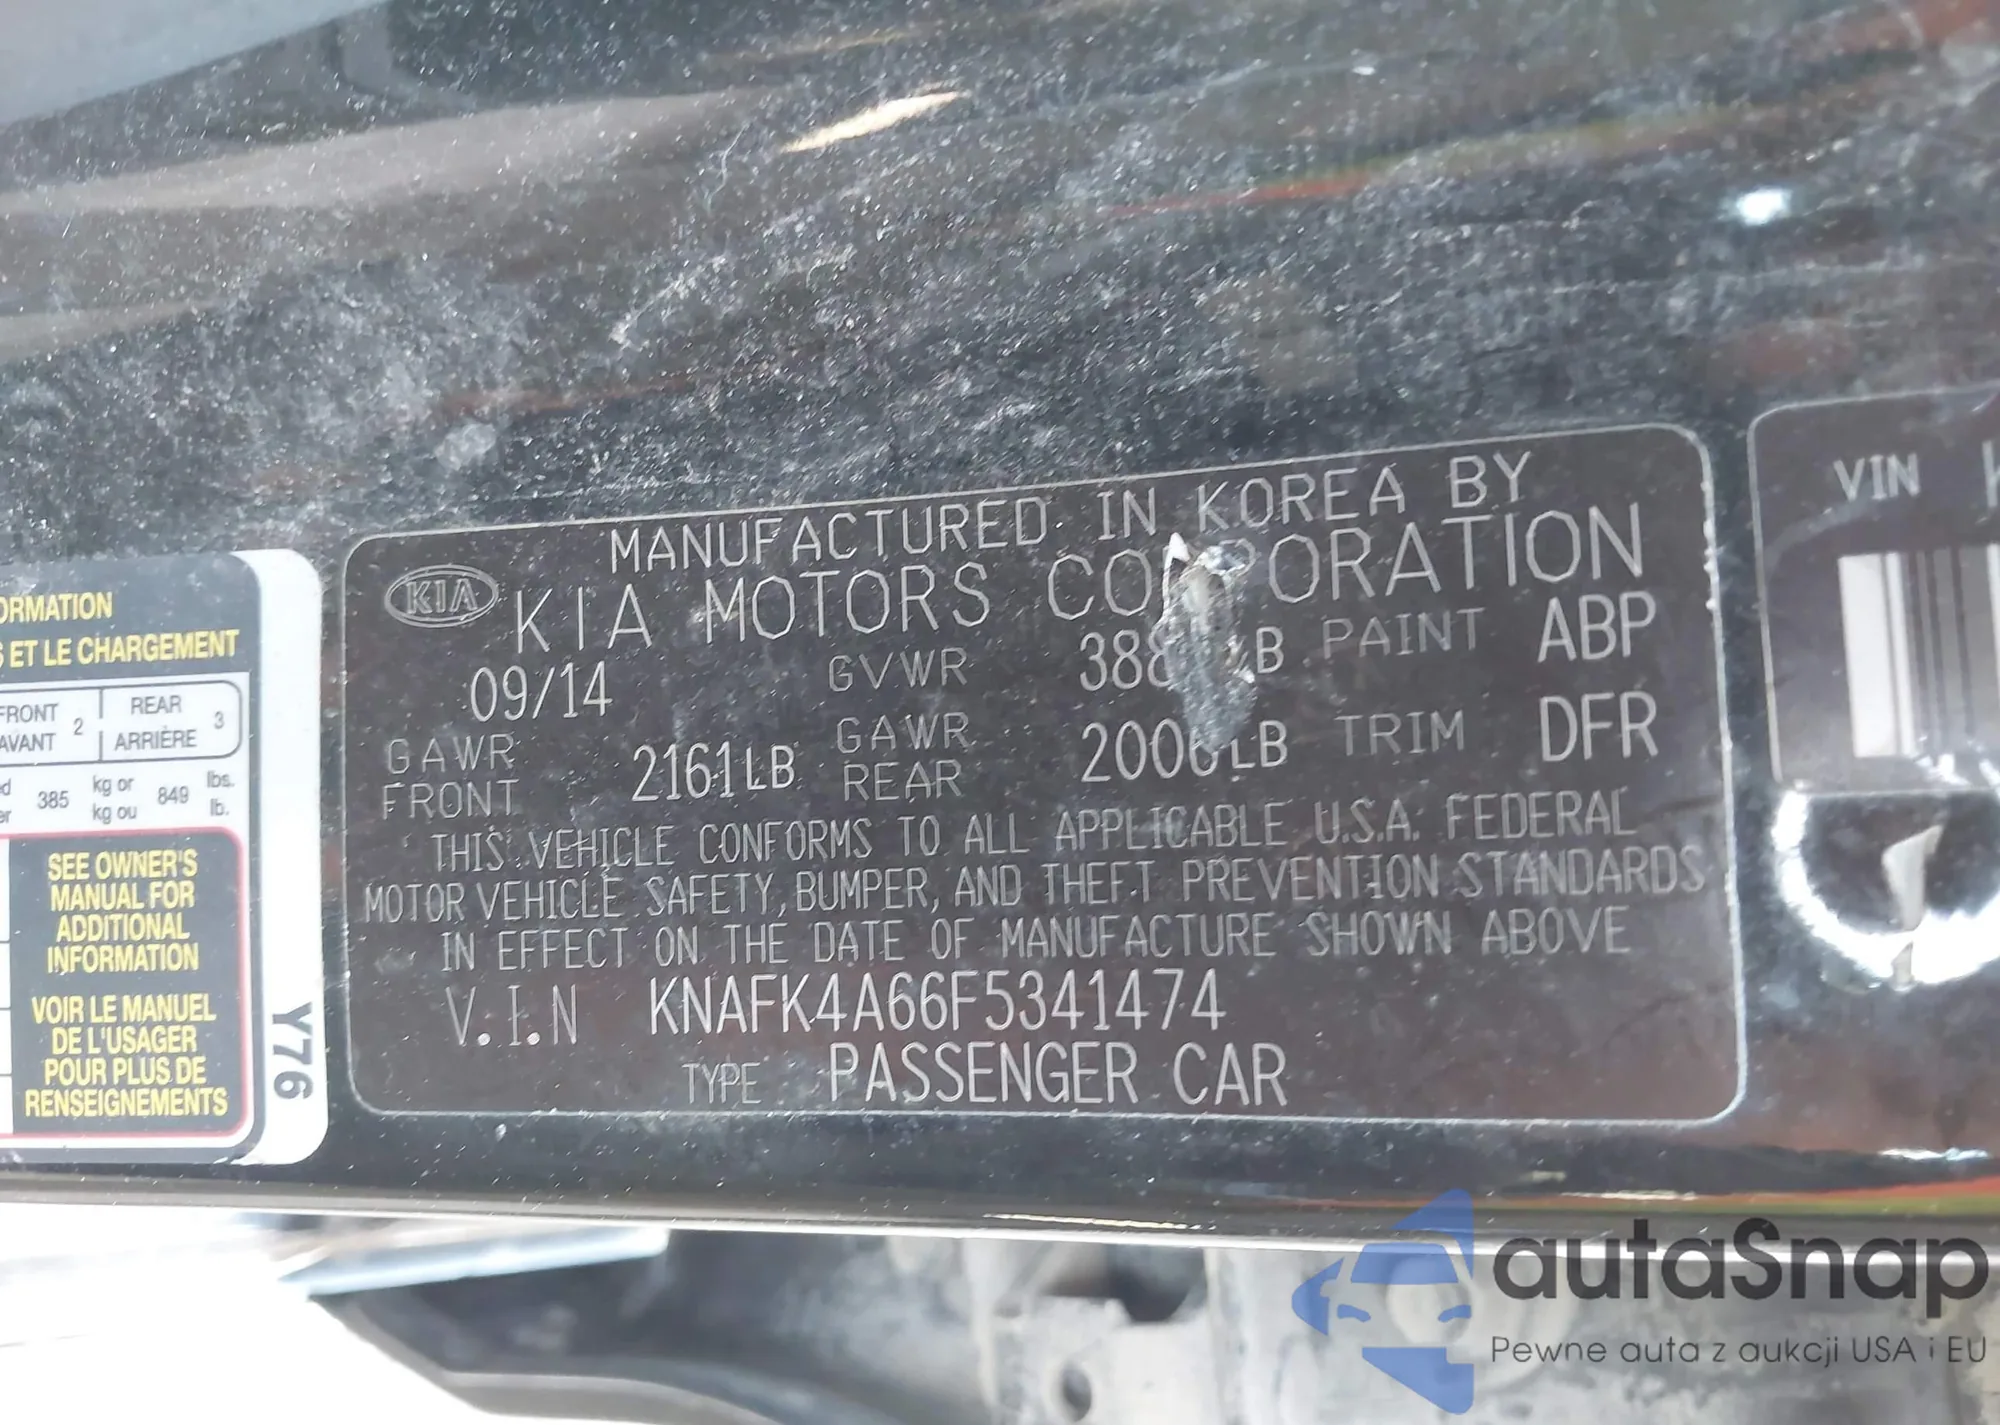 ORMATION
ET LE CHARGEMENT
FRONT 2 REAR 3
AVANT ARRIÈRE
385 kg or 849 lbs.
kg ou lb.
SEE OWNER'S
MANUAL FOR
ADDITIONAL
INFORMATION
VOIR LE MANUEL
DE L'USAGER
POUR PLUS DE
RENSEIGNEMENTS
Y76
MANUFACTURED IN KOREA BY
KIA KIA MOTORS CORPORATION
09/14 GVWR LB PAINT ABP
GAWR FRONT 2161LB GAWR REAR LB TRIM DFR
THIS VEHICLE CONFORMS TO ALL APPLICABLE U.S.A. FEDERAL
MOTOR VEHICLE SAFETY, BUMPER, AND THEFT PREVENTION STANDARDS
IN EFFECT ON THE DATE OF MANUFACTURE SHOWN ABOVE
V.I.N KNAFK4A66F5341474
TYPE PASSENGER CAR
VIN K
autaSnap
Pewne auta z aukcji USA i EU